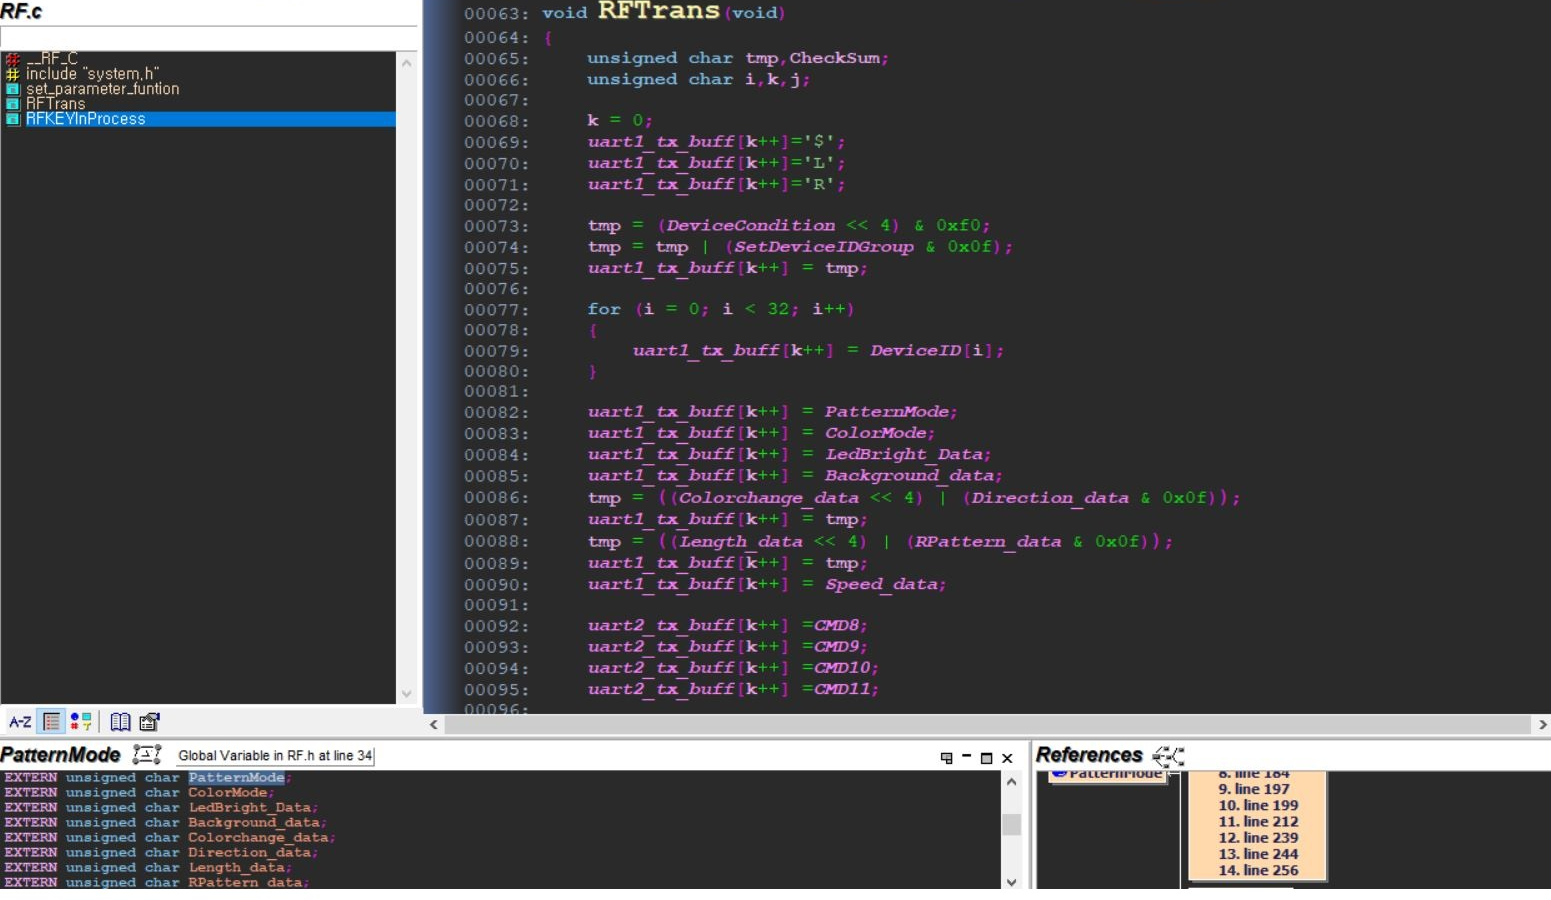 RF.c
__RF_C
include "system.h"
set_parameter_funtion
RFTrans
RFKEYInProcess
00063: void RFTrans(void)
00064: {
00065:     unsigned char tmp,CheckSum;
00066:     unsigned char i,k,j;
00067:
00068:     k = 0;
00069:     uart1_tx_buff[k++]='$';
00070:     uart1_tx_buff[k++]='L';
00071:     uart1_tx_buff[k++]='R';
00072:
00073:     tmp = (DeviceCondition << 4) & 0xf0;
00074:     tmp = tmp | (SetDeviceIDGroup & 0x0f);
00075:     uart1_tx_buff[k++] = tmp;
00076:
00077:     for (i = 0; i < 32; i++)
00078:     {
00079:         uart1_tx_buff[k++] = DeviceID[i];
00080:     }
00081:
00082:     uart1_tx_buff[k++] = PatternMode;
00083:     uart1_tx_buff[k++] = ColorMode;
00084:     uart1_tx_buff[k++] = LedBright_Data;
00085:     uart1_tx_buff[k++] = Background_data;
00086:     tmp = ((Colorchange_data << 4) | (Direction_data & 0x0f));
00087:     uart1_tx_buff[k++] = tmp;
00088:     tmp = ((Length_data << 4) | (RPattern_data & 0x0f));
00089:     uart1_tx_buff[k++] = tmp;
00090:     uart1_tx_buff[k++] = Speed_data;
00091:
00092:     uart2_tx_buff[k++] =CMD8;
00093:     uart2_tx_buff[k++] =CMD9;
00094:     uart2_tx_buff[k++] =CMD10;
00095:     uart2_tx_buff[k++] =CMD11;
00096:
A-Z
PatternMode Global Variable in RF.h at line 34
EXTERN unsigned char PatternMode;
EXTERN unsigned char ColorMode;
EXTERN unsigned char LedBright_Data;
EXTERN unsigned char Background_data;
EXTERN unsigned char Colorchange_data;
EXTERN unsigned char Direction_data;
EXTERN unsigned char Length_data;
EXTERN unsigned char RPattern_data;
References
PatternMode
8. line 184
9. line 197
10. line 199
11. line 212
12. line 239
13. line 244
14. line 256